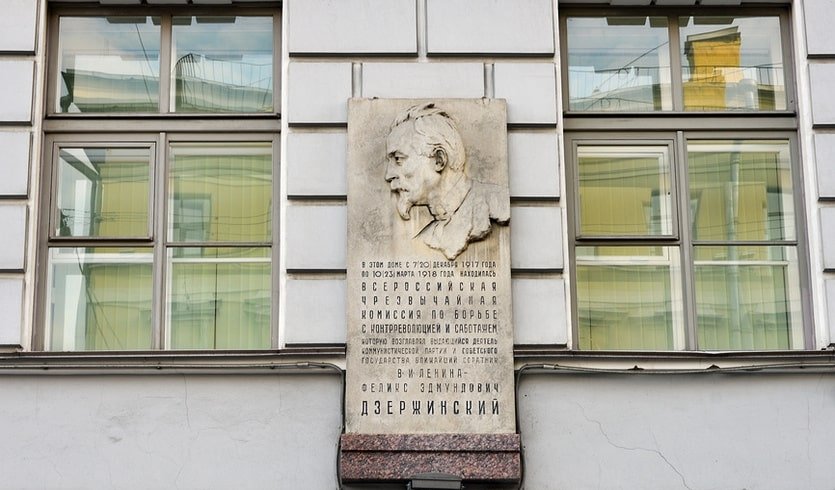 В ЭТОМ ДОМЕ С 7/20/ДЕКАБРЯ 1917 ГОДА
ПО 10/23/МАРТА 1918 ГОДА НАХОДИЛАСЬ
ВСЕРОССИЙСКАЯ
ЧРЕЗВЫЧАЙНАЯ
КОМИССИЯ ПО БОРЬБЕ
С КОНТРРЕВОЛЮЦИЕЙ И САБОТАЖЕМ
КОТОРУЮ ВОЗГЛАВЛЯЛ ВЫДАЮЩИЙСЯ ДЕЯТЕЛЬ
КОММУНИСТИЧЕСКОЙ ПАРТИИ И СОВЕТСКОГО
ГОСУДАРСТВА БЛИЖАЙШИЙ СОРАТНИК
В·И·ЛЕНИНА-
ФЕЛИКС ЭДМУНДОВИЧ
ДЗЕРЖИНСКИЙ